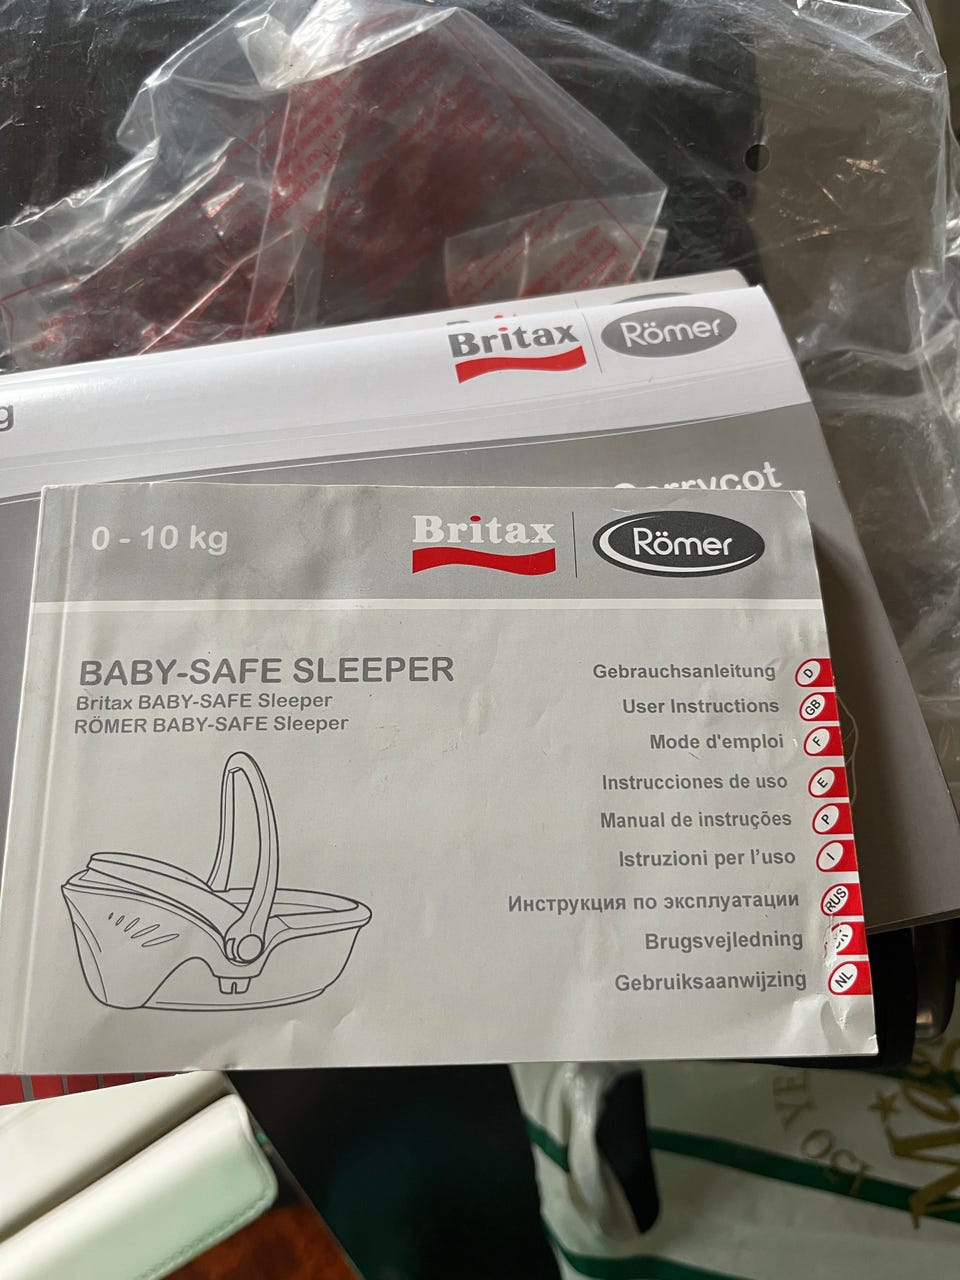 Britax Römer
g
0 - 10 kg
Britax Römer
BABY-SAFE SLEEPER
Britax BABY-SAFE Sleeper
RÖMER BABY-SAFE Sleeper
Gebrauchsanleitung D
User Instructions GB
Mode d'emploi F
Instrucciones de uso E
Manual de instruções P
Istruzioni per l'uso I
Инструкция по эксплуатации RUS
Brugsvejledning
Gebruiksaanwijzing NL
150 YE